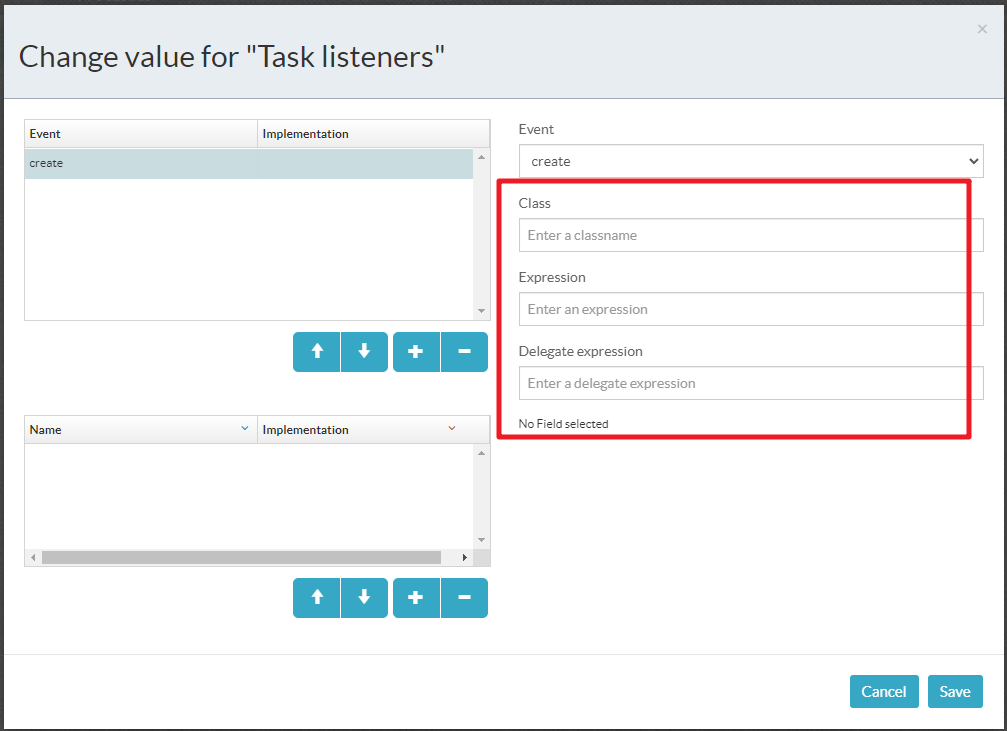 ×
Change value for "Task listeners"
Event Implementation
create
Name Implementation
Event
create
Class
Enter a classname
Expression
Enter an expression
Delegate expression
Enter a delegate expression
No Field selected
Cancel Save